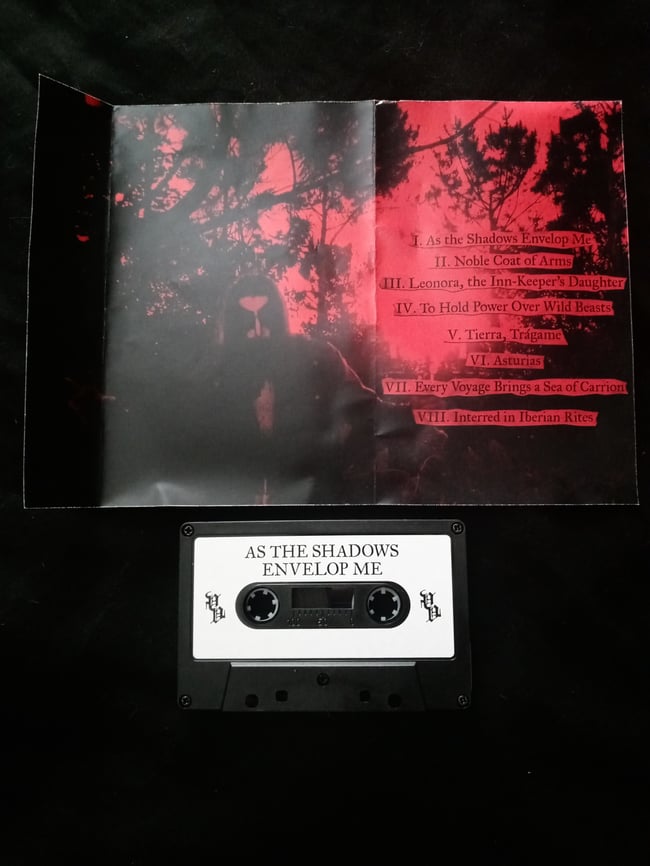 I. As the Shadows Envelop Me
II. Noble Coat of Arms
III. Leonora, the Inn-Keeper's Daughter
IV. To Hold Power Over Wild Beasts
V. Tierra, Trágame
VI. Asturias
VII. Every Voyage Brings a Sea of Carrion
VIII. Interred in Iberian Rites
AS THE SHADOWS
ENVELOP ME
100 50